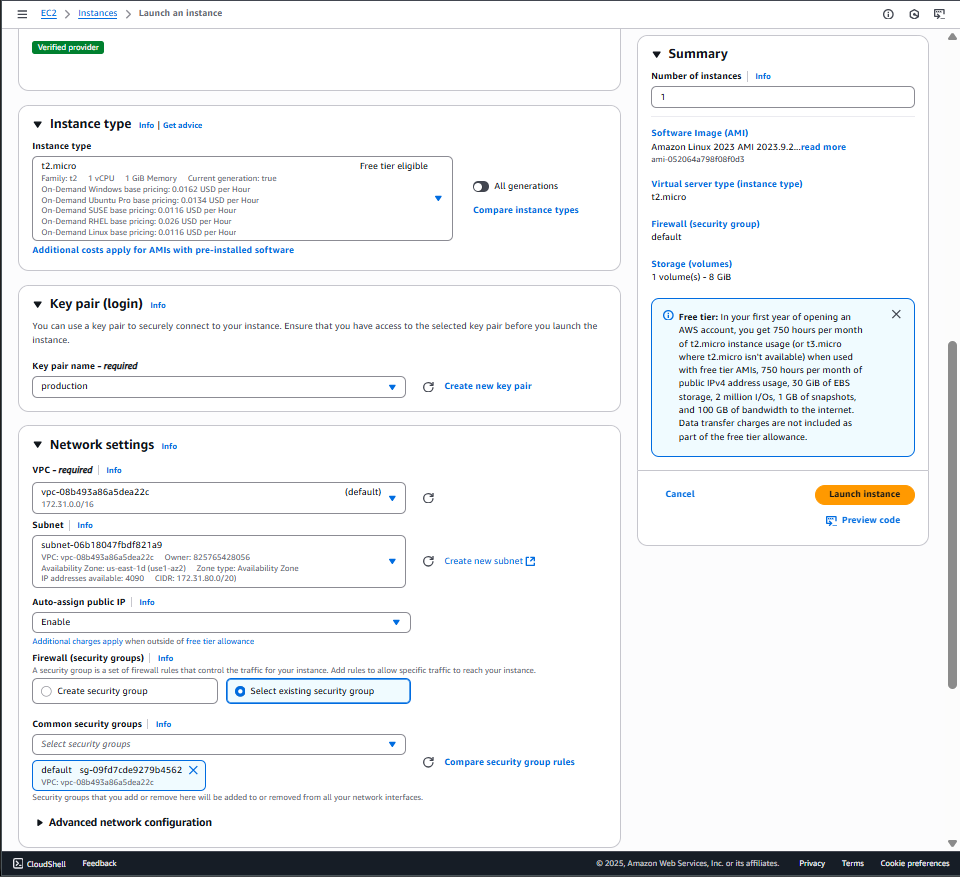 EC2 > Instances > Launch an instance
Verified provider
Instance type Info | Get advice
Instance type
t2.micro Free tier eligible
Family: t2 1 vCPU 1 GiB Memory Current generation: true
On-Demand Windows base pricing: 0.0162 USD per Hour
On-Demand Ubuntu Pro base pricing: 0.0134 USD per Hour
On-Demand SUSE base pricing: 0.0116 USD per Hour
On-Demand RHEL base pricing: 0.026 USD per Hour
On-Demand Linux base pricing: 0.0116 USD per Hour
All generations
Compare instance types
Additional costs apply for AMIs with pre-installed software
Key pair (login) Info
You can use a key pair to securely connect to your instance. Ensure that you have access to the selected key pair before you launch the
instance.
Key pair name - required
production
Create new key pair
Network settings Info
VPC - required Info
vpc-08b493a86a5dea22c (default)
172.31.0.0/16
Subnet Info
subnet-06b18047fbdf821a9
VPC: vpc-08b493a86a5dea22c Owner: 825765428056
Availability Zone: us-east-1d (use1-az2) Zone type: Availability Zone
IP addresses available: 4090 CIDR: 172.31.80.0/20)
Create new subnet
Auto-assign public IP Info
Enable
Additional charges apply when outside of free tier allowance
Firewall (security groups) Info
A security group is a set of firewall rules that control the traffic for your instance. Add rules to allow specific traffic to reach your instance.
Create security group
Select existing security group
Common security groups Info
Select security groups
default sg-09fd7cde9279b4562
VPC: vpc-08b493a86a5dea22c
Compare security group rules
Security groups that you add or remove here will be added to or removed from all your network interfaces.
Advanced network configuration
Summary
Number of instances Info
1
Software Image (AMI)
Amazon Linux 2023 AMI 2023.9.2...read more
ami-052064a798f08f0d3
Virtual server type (instance type)
t2.micro
Firewall (security group)
default
Storage (volumes)
1 volume(s) - 8 GiB
Free tier: In your first year of opening an
AWS account, you get 750 hours per month
of t2.micro instance usage (or t3.micro
where t2.micro isn't available) when used
with free tier AMIs, 750 hours per month of
public IPv4 address usage, 30 GiB of EBS
storage, 2 million I/Os, 1 GB of snapshots,
and 100 GB of bandwidth to the internet.
Data transfer charges are not included as
part of the free tier allowance.
Cancel
Launch instance
Preview code
CloudShell Feedback © 2025, Amazon Web Services, Inc. or its affiliates. Privacy Terms Cookie preferences